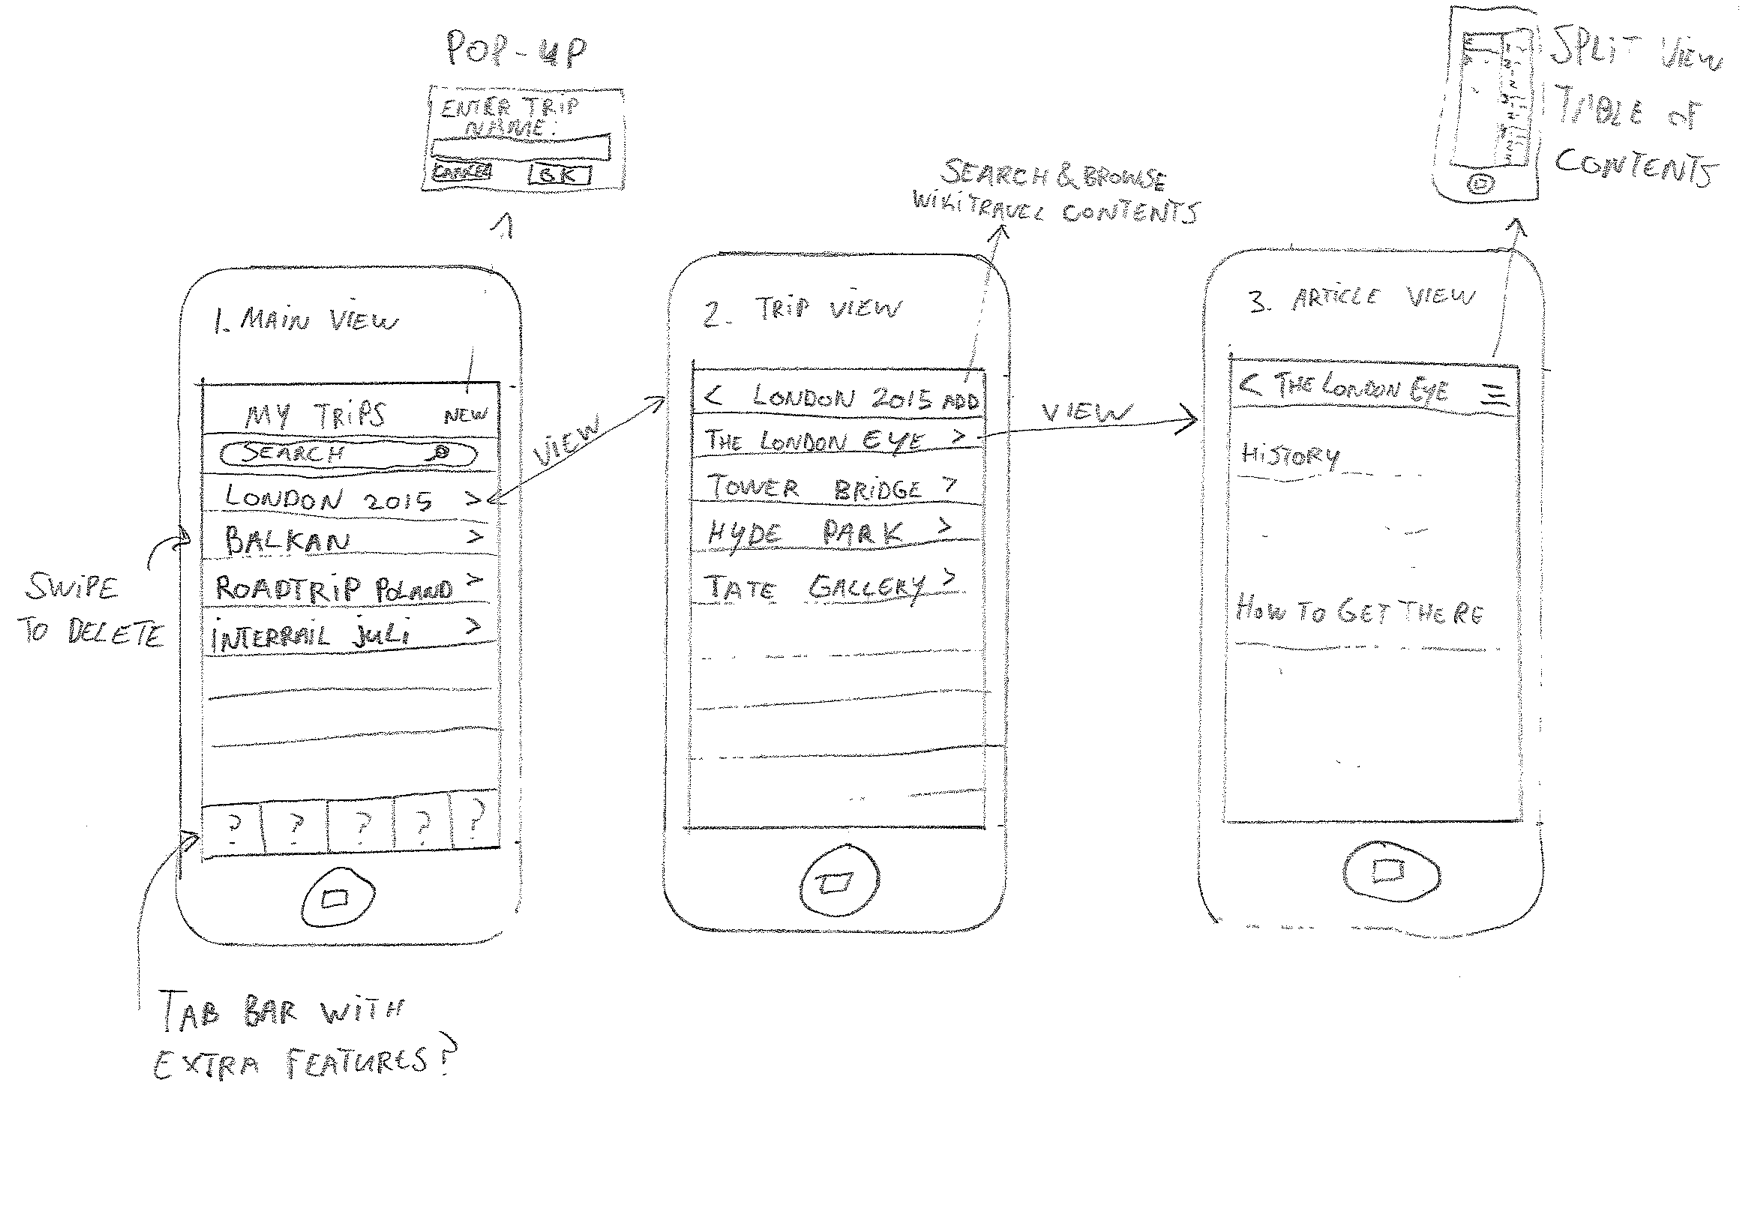 POP-UP
ENTER TRIP
NAME:
CANCEL OK
SPLIT VIEW
TABLE OF
CONTENTS
SEARCH & BROWSE
WIKITRAVEL CONTENTS
1. MAIN VIEW
MY TRIPS NEW
SEARCH
LONDON 2015 >
BALKAN >
ROADTRIP POLAND >
INTERRAIL JULI >
? ? ? ? ?
SWIPE
TO DELETE
TAB BAR WITH
EXTRA FEATURES?
VIEW
2. TRIP VIEW
< LONDON 2015 ADD
THE LONDON EYE >
TOWER BRIDGE >
HYDE PARK >
TATE GALLERY >
VIEW
3. ARTICLE VIEW
< THE LONDON EYE
HISTORY
HOW TO GET THERE